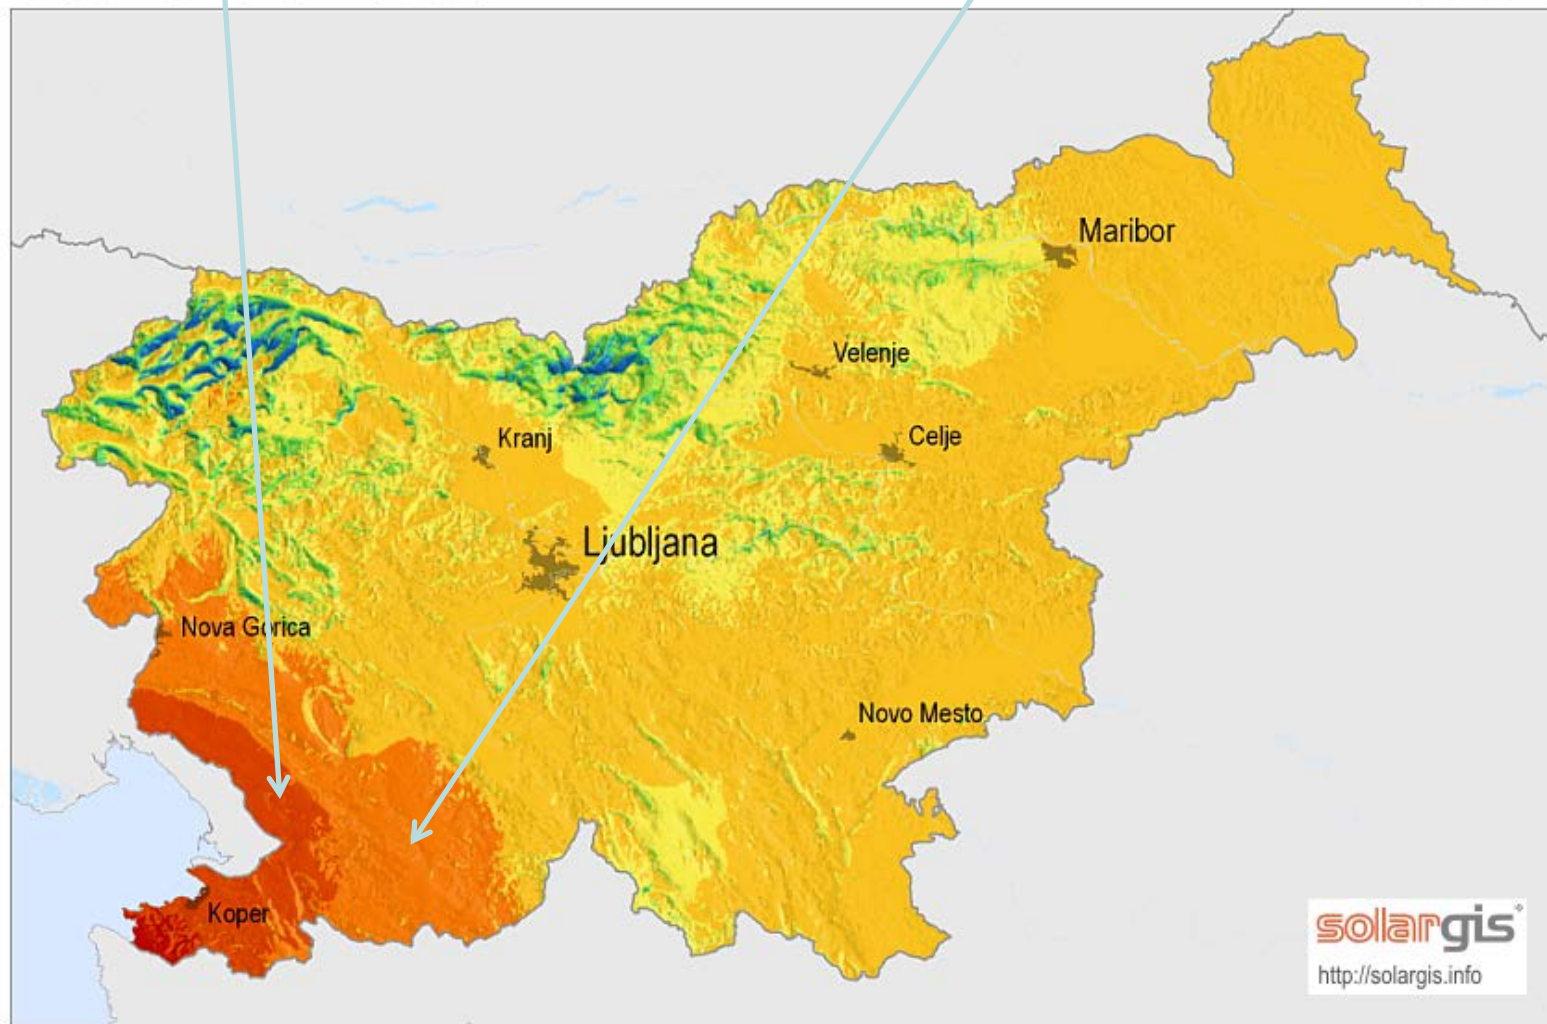 Maribor
Velenje
Kranj
Celje
Ljubljana
Nova Gorica
Novo Mesto
Koper
solargis
http://solargis.info